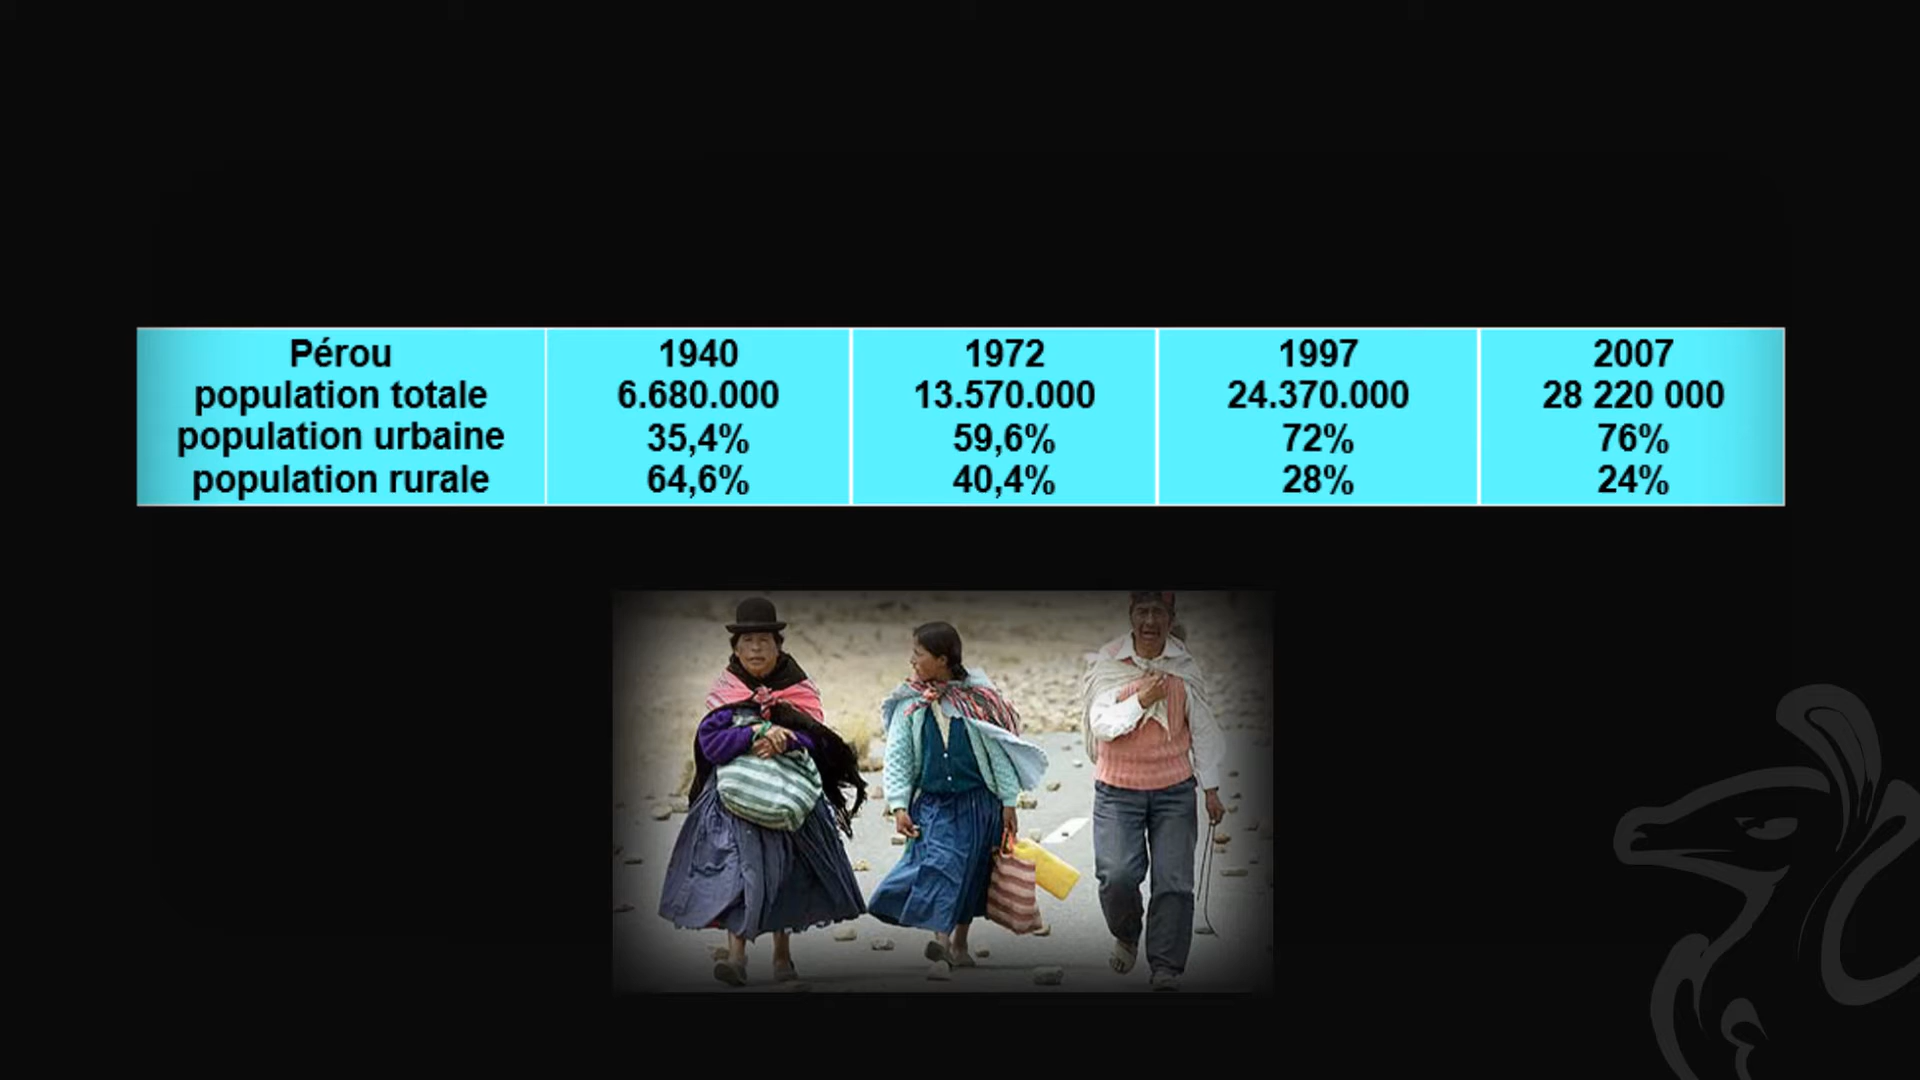 Pérou 1940 1972 1997 2007
population totale 6.680.000 13.570.000 24.370.000 28 220 000
population urbaine 35,4% 59,6% 72% 76%
population rurale 64,6% 40,4% 28% 24%